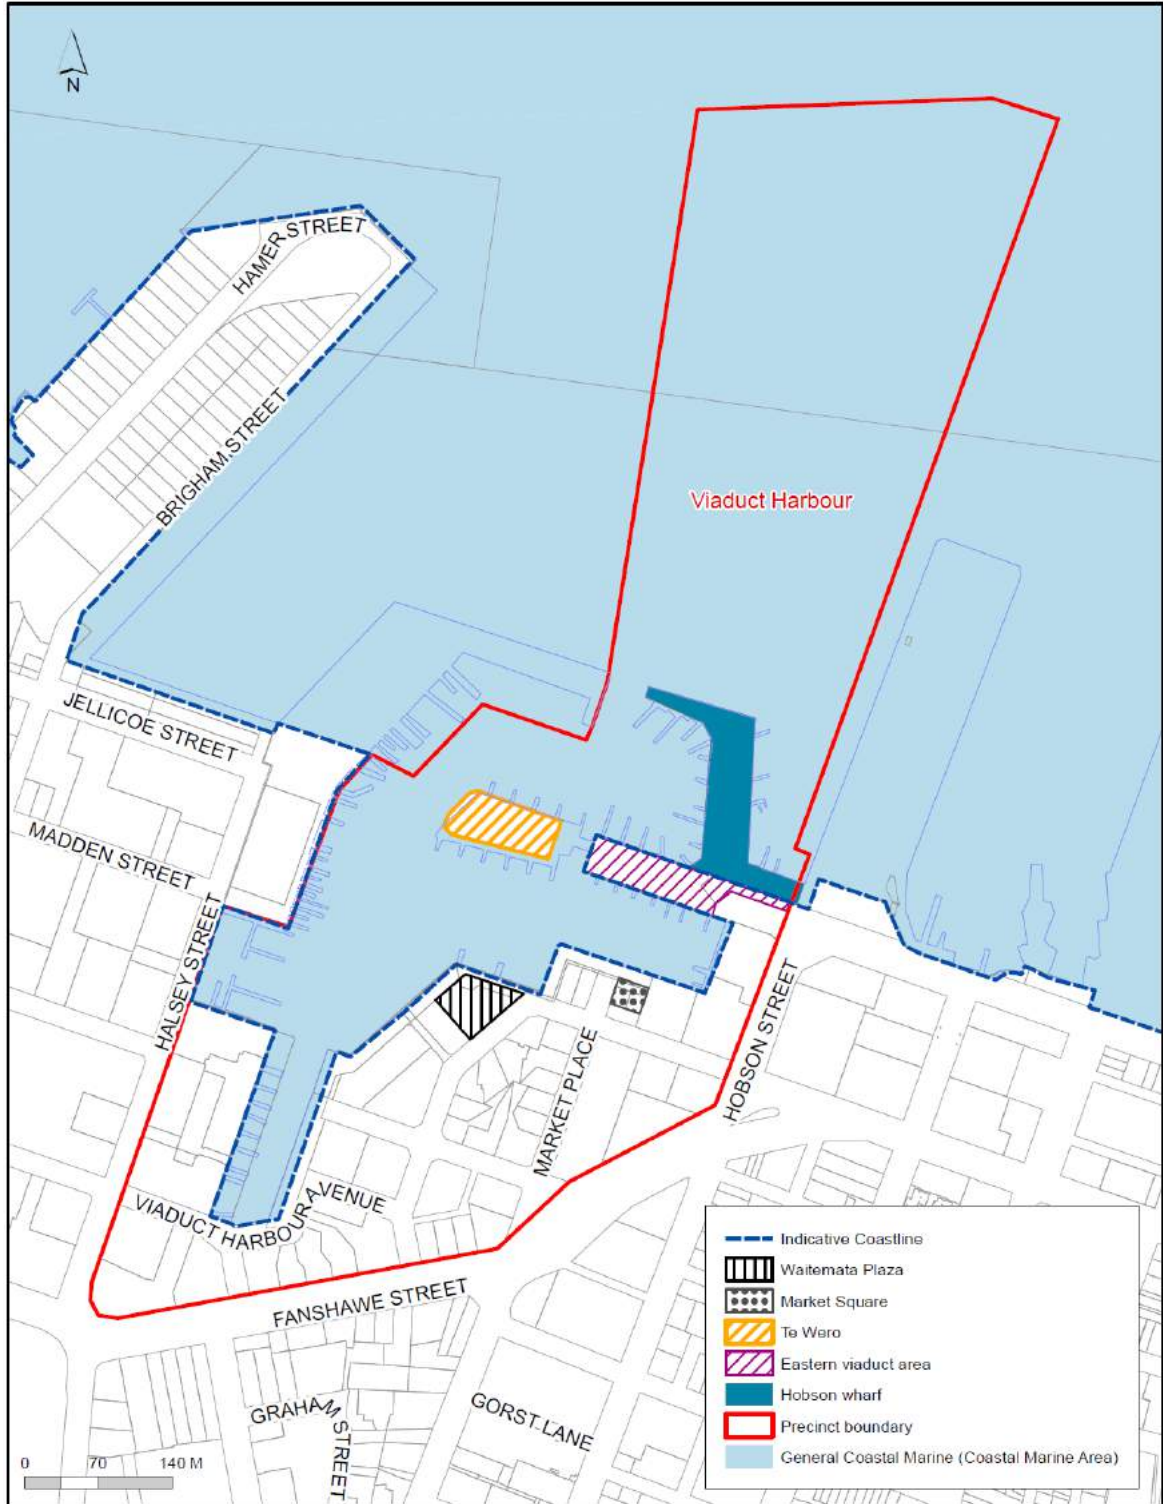 N
HAMER STREET
BRIGHAM STREET
Viaduct Harbour
JELLICOE STREET
MADDEN STREET
HALSEY STREET
HOBSON STREET
MARKET PLACE
VIADUCT HARBOUR AVENUE
FANSHAWE STREET
GRAHAM STREET
GORST LANE
Indicative Coastline
Waitemata Plaza
Market Square
Te Wero
Eastern viaduct area
Hobson wharf
Precinct boundary
General Coastal Marine (Coastal Marine Area)
0 70 140 M